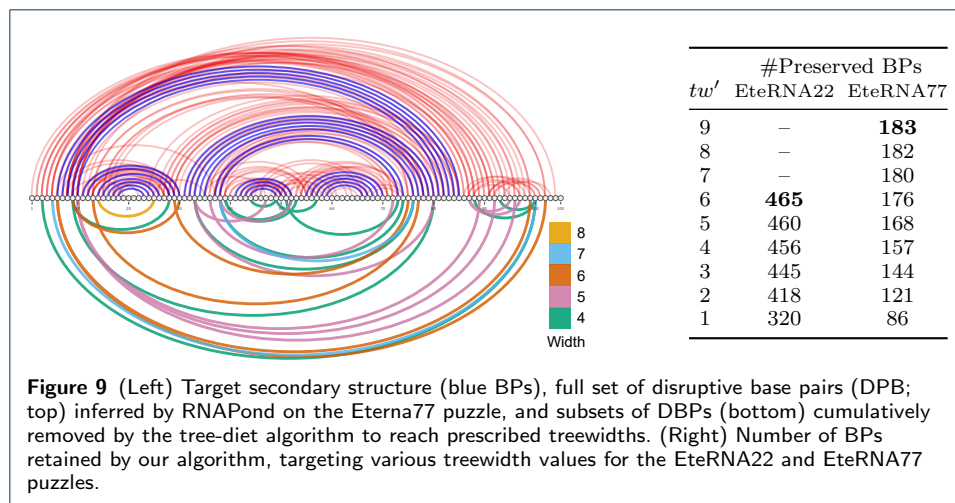 8
7
6
5
4
Width
#Preserved BPs
tw′ EteRNA22 EteRNA77
9 – 183
8 – 182
7 – 180
6 465 176
5 460 168
4 456 157
3 445 144
2 418 121
1 320 86
Figure 9 (Left) Target secondary structure (blue BPs), full set of disruptive base pairs (DPB;
top) inferred by RNAPond on the Eterna77 puzzle, and subsets of DBPs (bottom) cumulatively
removed by the tree-diet algorithm to reach prescribed treewidths. (Right) Number of BPs
retained by our algorithm, targeting various treewidth values for the EteRNA22 and EteRNA77
puzzles.